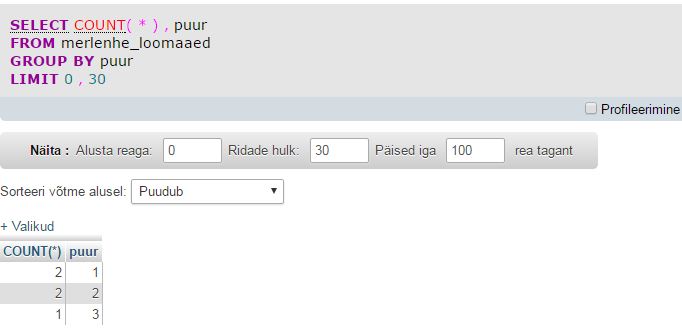 SELECT COUNT( * ) , puur
FROM merlenhe_loomaaed
GROUP BY puur
LIMIT 0 , 30
Profileerimine
Näita : Alusta reaga: 0 Ridade hulk: 30 Päised iga 100 rea tagant
Sorteeri võtme alusel: Puudub
+ Valikud
COUNT(*) puur
2 1
2 2
1 3